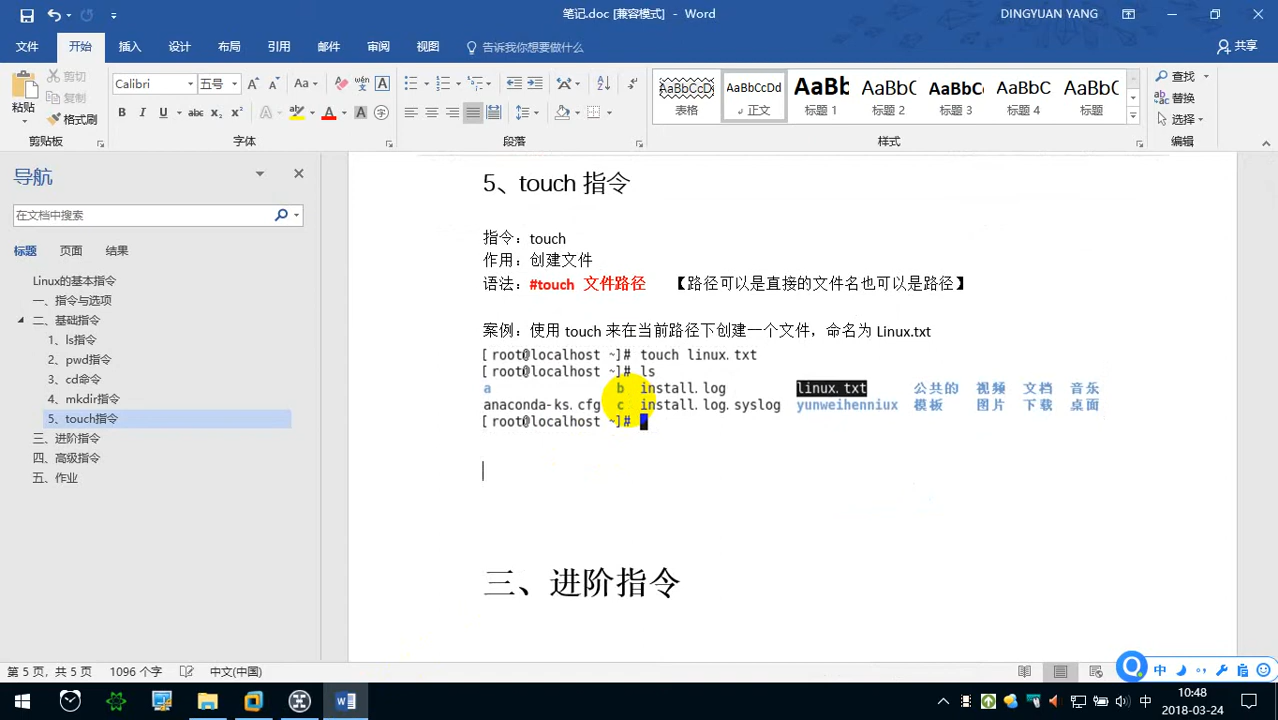 笔记.doc [兼容模式] - Word
DINGYUAN YANG
文件 开始 插入 设计 布局 引用 邮件 审阅 视图 告诉我你想要做什么 共享
粘贴
剪切
复制
格式刷
剪贴板
Calibri 五号
字体
段落
AaBbCcDc 表格
AaBbCcDd 正文
AaBb 标题 1
AaBbC 标题 2
AaBbC 标题 3
AaBbC 标题 4
AaBbC 标题
样式
查找
替换
选择
编辑
导航
在文档中搜索
标题 页面 结果
Linux的基本指令
一、指令与选项
二、基础指令
1、ls指令
2、pwd指令
3、cd命令
4、mkdir指令
5、touch指令
三、进阶指令
四、高级指令
五、作业
5、touch 指令
指令：touch
作用：创建文件
语法：#touch 文件路径 【路径可以是直接的文件名也可以是路径】
案例：使用 touch 来在当前路径下创建一个文件，命名为 Linux.txt
[root@localhost ~]# touch linux.txt
[root@localhost ~]# ls
a b install.log linux.txt 公共的 视频 文档 音乐
anaconda-ks.cfg c install.log.syslog yunweihenniux 模板 图片 下载 桌面
[root@localhost ~]#
三、进阶指令
第 5 页，共 5 页 1096 个字 中文(中国)
中
中 10:48
2018-03-24